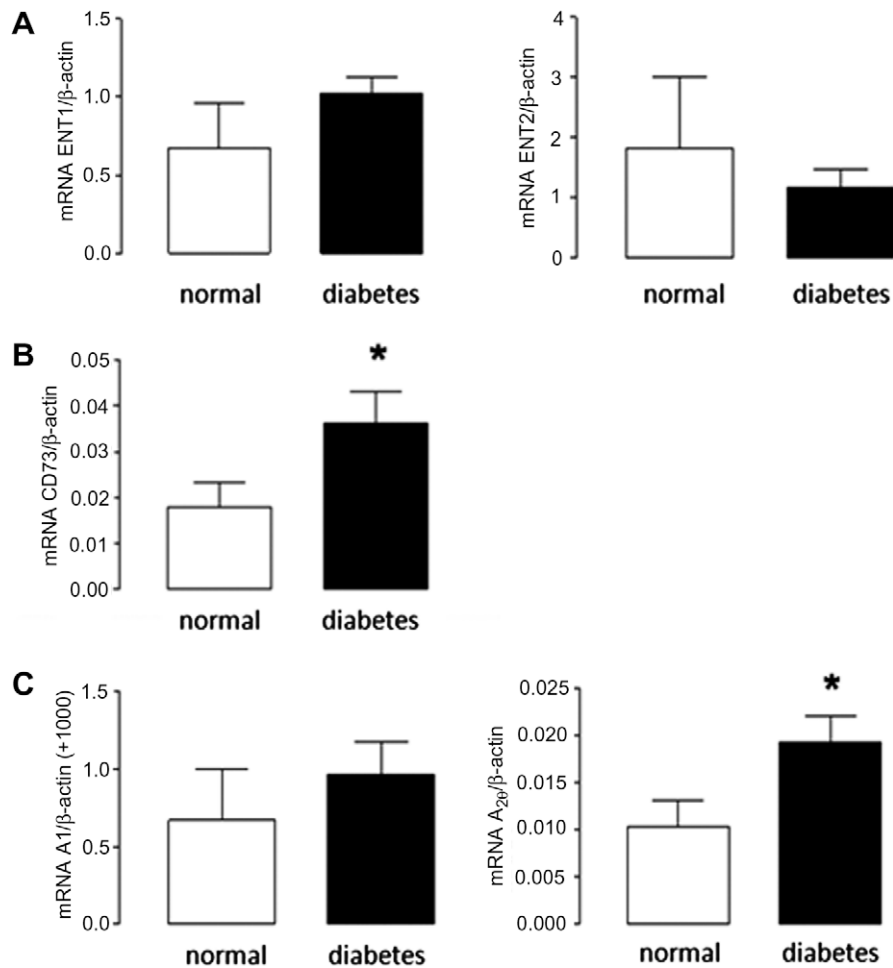 A
mRNA ENT1/β-actin
1.5
1.0
0.5
0.0
normal
diabetes
mRNA ENT2/β-actin
4
3
2
1
0
normal
diabetes
B
mRNA CD73/β-actin
0.05
0.04
0.03
0.02
0.01
0.00
*
normal
diabetes
C
mRNA A1/β-actin (+1000)
1.5
1.0
0.5
0.0
normal
diabetes
mRNA A2θ/β-actin
0.025
0.020
0.015
0.010
0.005
0.000
*
normal
diabetes